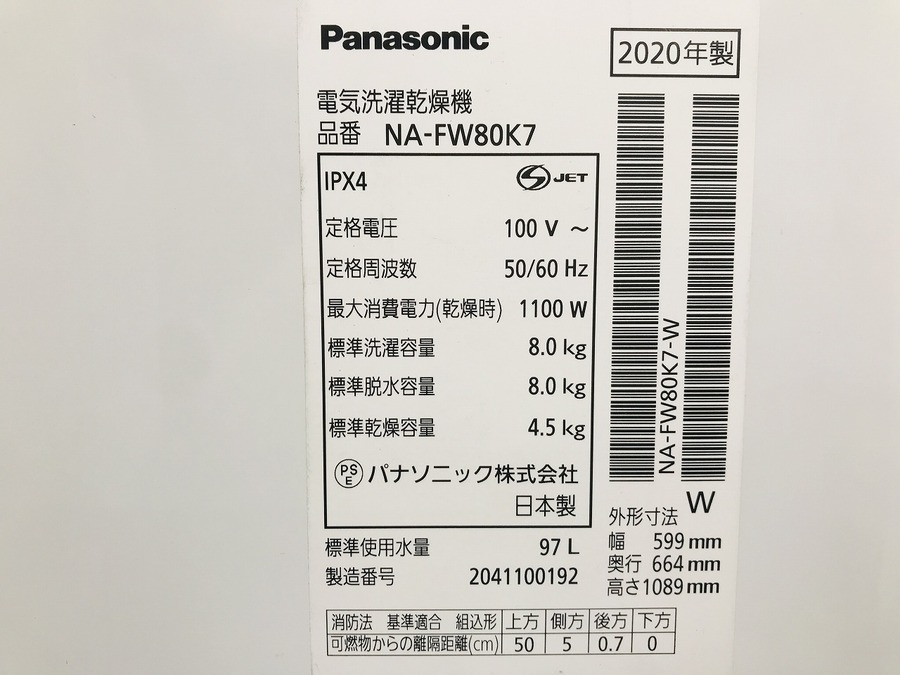 Panasonic
2020年製
電気洗濯乾燥機
品番 NA-FW80K7
IPX4 S JET
定格電圧 100 V ～
定格周波数 50/60 Hz
最大消費電力(乾燥時) 1100 W
標準洗濯容量 8.0 kg
標準脱水容量 8.0 kg
標準乾燥容量 4.5 kg
PSE パナソニック株式会社
日本製
標準使用水量 97 L
製造番号 2041100192
NA-FW80K7-W
W
外形寸法
幅 599 mm
奥行 664 mm
高さ1089 mm
消防法 基準適合 組込形 上方 側方 後方 下方
可燃物からの離隔距離(cm) 50 5 0.7 0